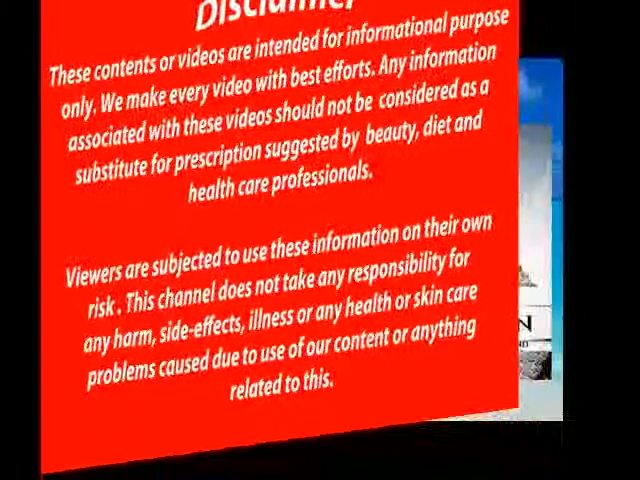 Disclaimer
These contents or videos are intended for informational purpose
only. We make every video with best efforts. Any information
associated with these videos should not be considered as a
substitute for prescription suggested by beauty, diet and
health care professionals.
Viewers are subjected to use these information on their own
risk . This channel does not take any responsibility for
any harm, side-effects, illness or any health or skin care
problems caused due to use of our content or anything
related to this.